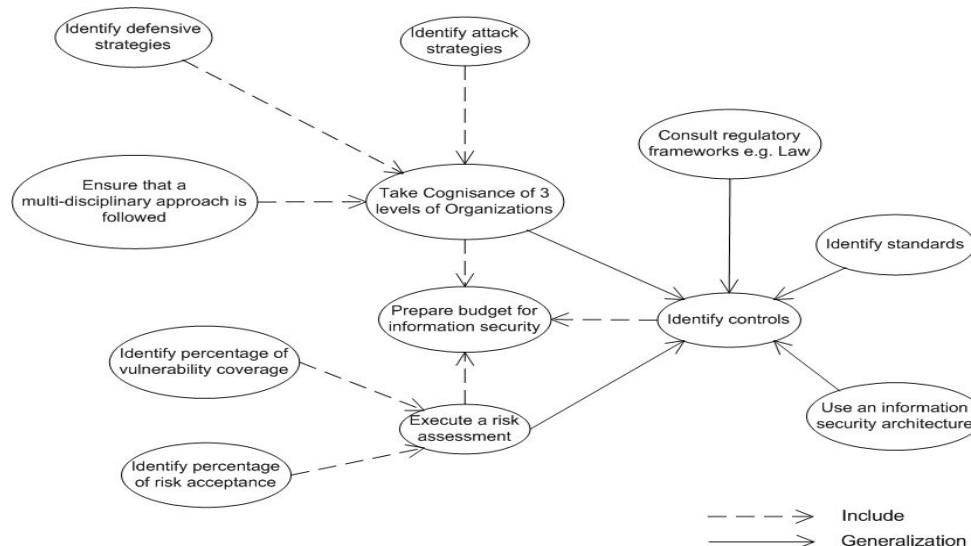 Identify defensive
strategies
Identify attack
strategies
Consult regulatory
frameworks e.g. Law
Ensure that a
multi-disciplinary approach is
followed
Take Cognisance of 3
levels of Organizations
Identify standards
Prepare budget for
information security
Identify controls
Identify percentage of
vulnerability coverage
Execute a risk
assessment
Use an information
security architecture
Identify percentage
of risk acceptance
Include
Generalization